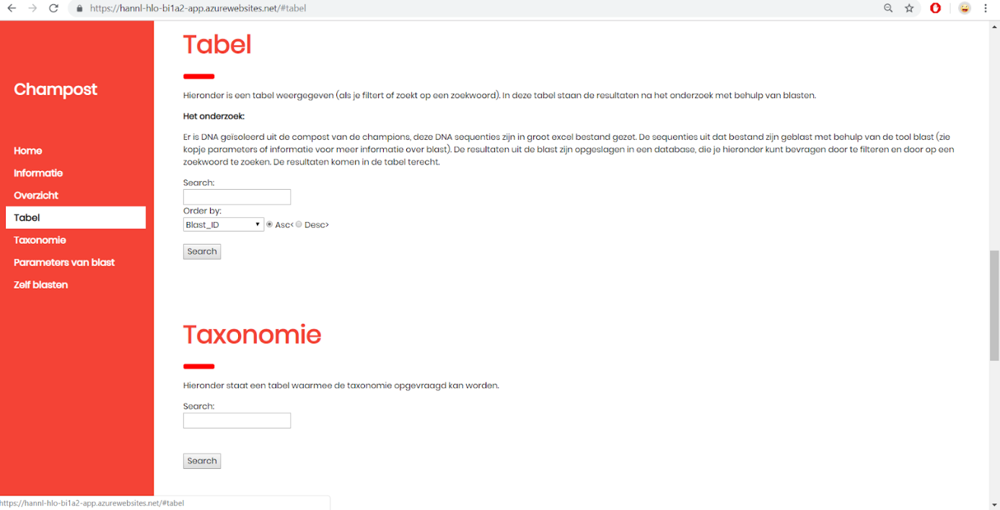 https://hannl-hlo-bi1a2-app.azurewebsites.net/#tabel
Champost
Home
Informatie
Overzicht
Tabel
Taxonomie
Parameters van blast
Zelf blasten
Tabel
Hieronder is een tabel weergegeven (als je filtert of zoekt op een zoekwoord). In deze tabel staan de resultaten na het onderzoek met behulp van blasten.
Het onderzoek:
Er is DNA geïsoleerd uit de compost van de champions, deze DNA sequenties zijn in groot excel bestand gezet. De sequenties uit dat bestand zijn geblast met behulp van de tool blast (zie
kopje parameters of informatie voor meer informatie over blast). De resultaten uit de blast zijn opgeslagen in een database, die je hieronder kunt bevragen door te filteren en door op een
zoekwoord te zoeken. De resultaten komen in de tabel terecht.
Search:
Order by:
Blast_ID Asc< Desc>
Search
Taxonomie
Hieronder staat een tabel waarmee de taxonomie opgevraagd kan worden.
Search:
Search
https://hannl-hlo-bi1a2-app.azurewebsites.net/#tabel